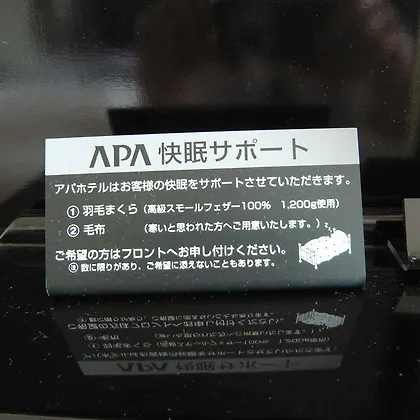 APA 快眠サポート
アパホテルはお客様の快眠をサポートさせていただきます。
① 羽毛まくら（高級スモールフェザー100% 1,200g使用）
② 毛布 （寒いと思われた方へご用意いたします。）
ご希望の方はフロントへお申し付けください。
㊟ 数に限りがあり、ご希望に添えないこともあります。